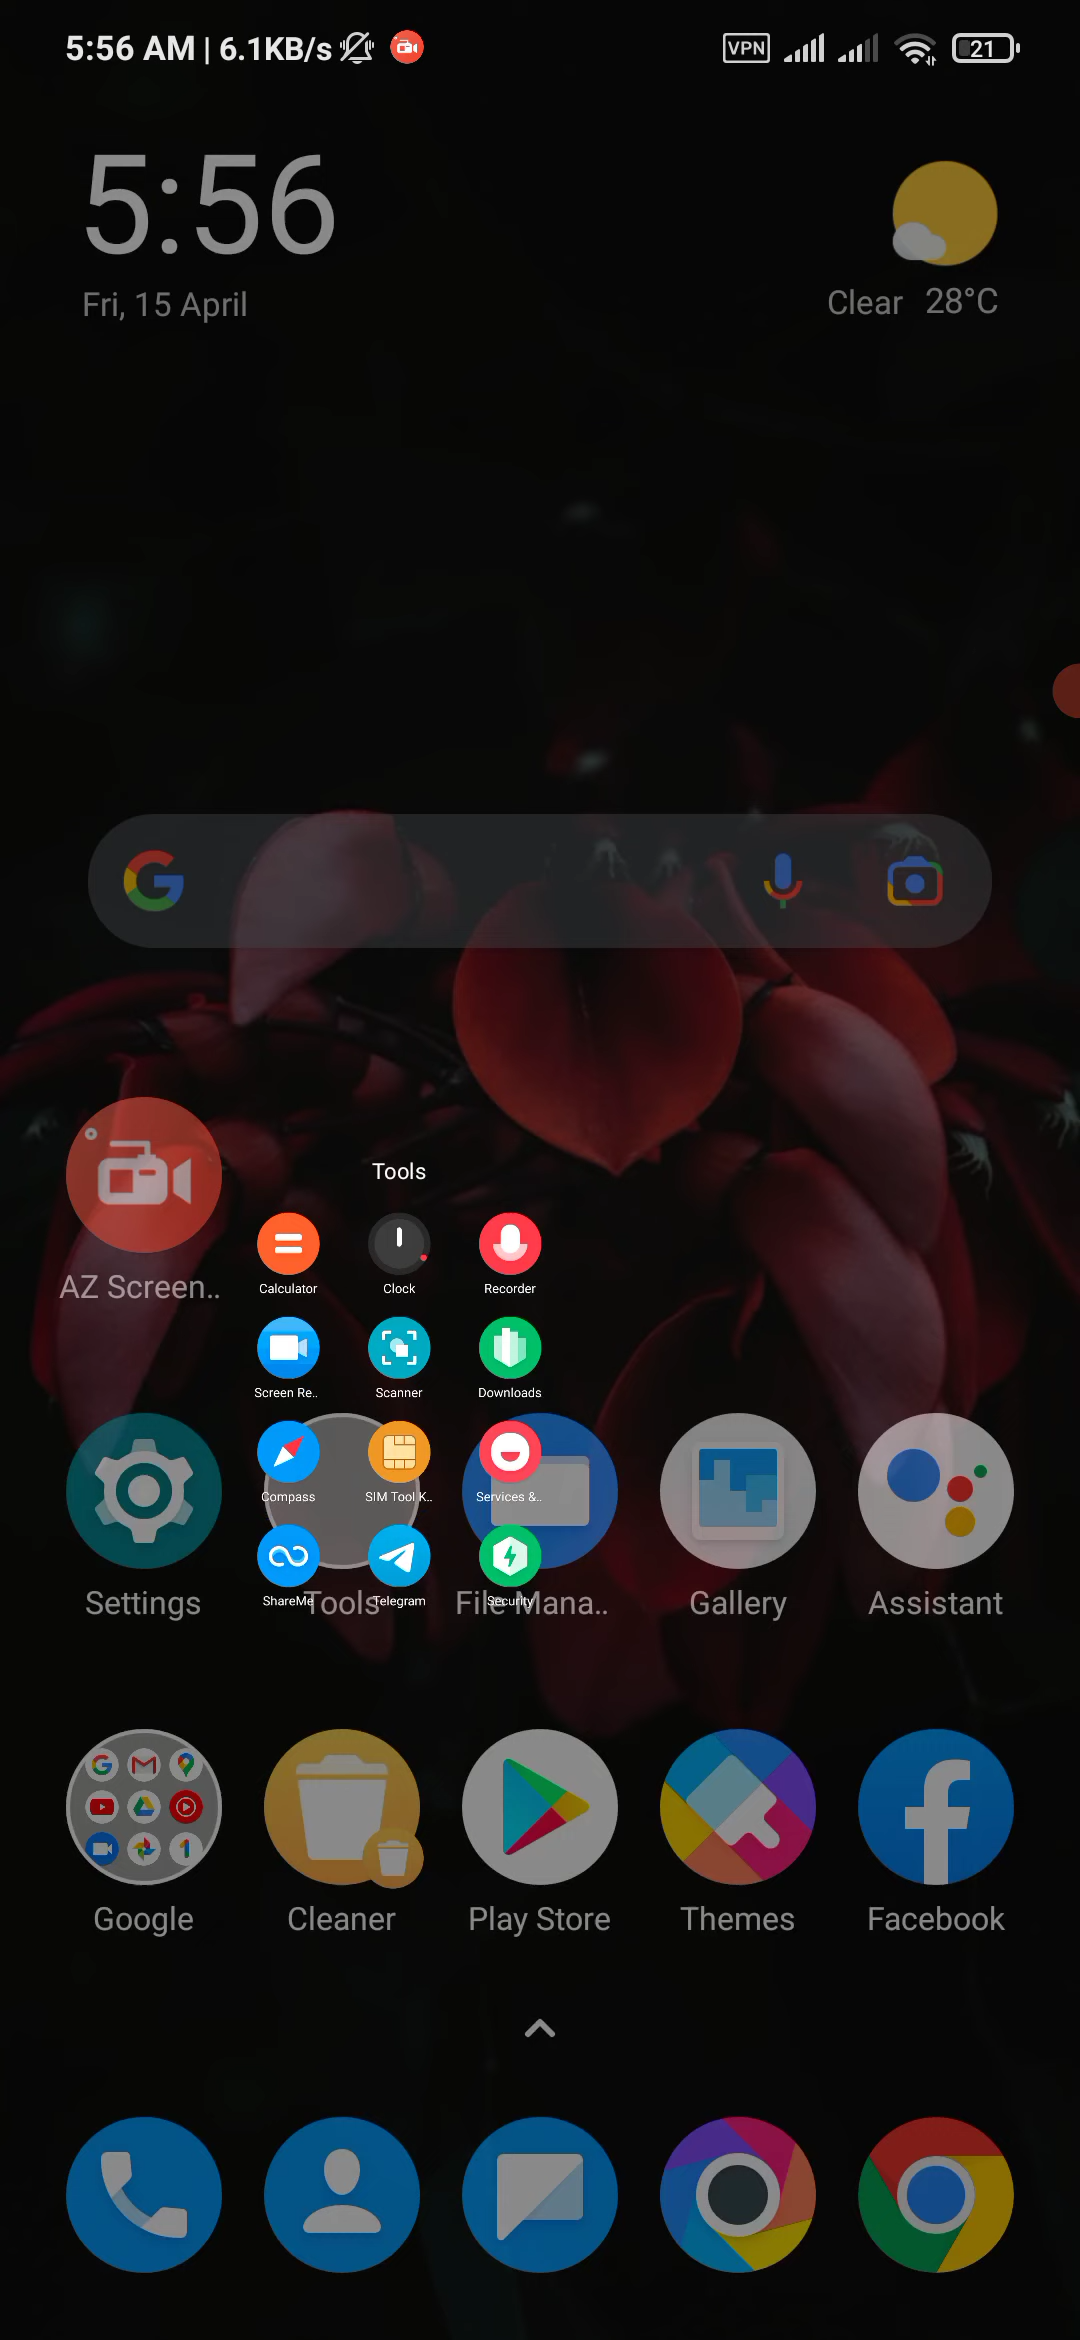 5:56 AM | 6.1KB/s
VPN
21
5:56
Fri, 15 April
Clear 28°C
AZ Screen..
Tools
Calculator
Clock
Recorder
Screen Re..
Scanner
Downloads
Compass
SIM Tool K..
Services &..
ShareMe
Telegram
Security
Settings
Tools
File Mana..
Gallery
Assistant
Google
Cleaner
Play Store
Themes
Facebook